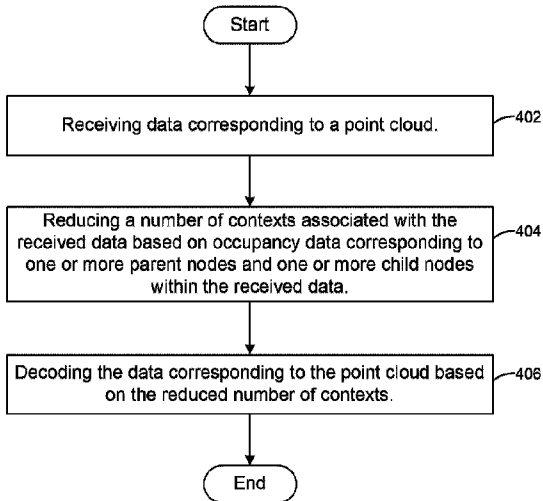 Start
Receiving data corresponding to a point cloud.
402
Reducing a number of contexts associated with the
received data based on occupancy data corresponding to
one or more parent nodes and one or more child nodes
within the received data.
404
Decoding the data corresponding to the point cloud based
on the reduced number of contexts.
406
End